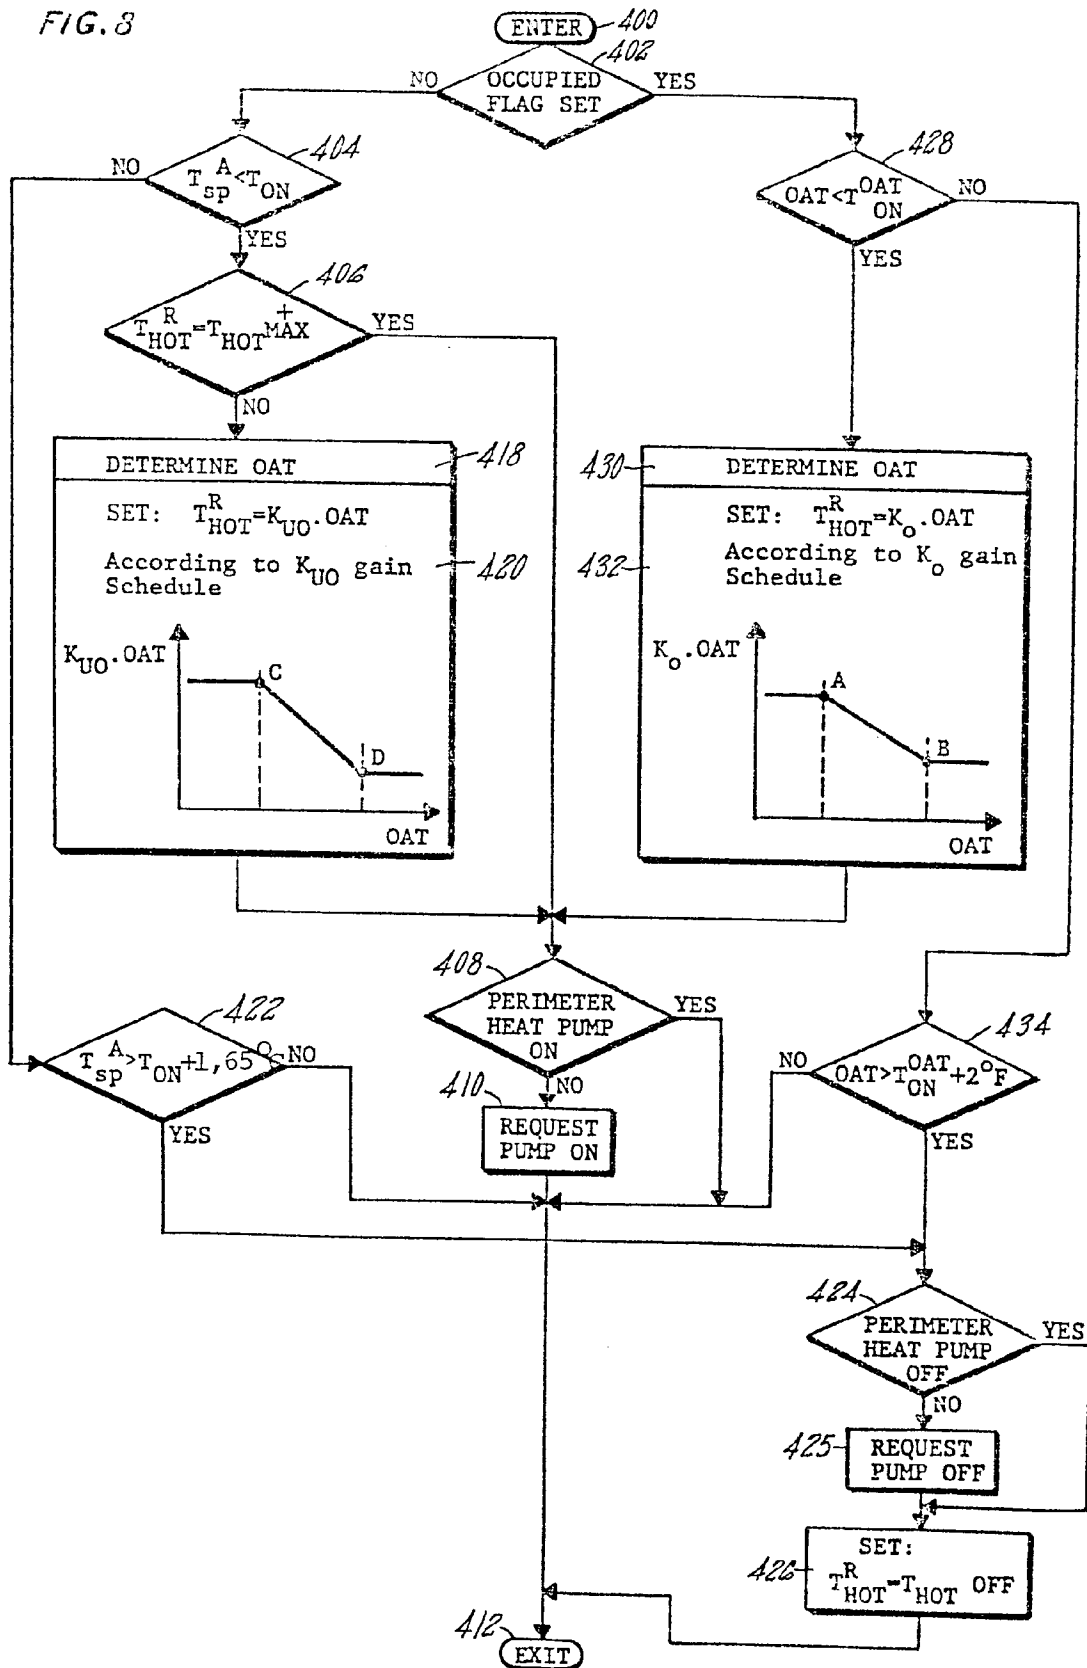 FIG. 8
ENTER
400
402
OCCUPIED
FLAG SET
NO
YES
404
T_sp^A<T_ON
NO
YES
428
OAT<T_ON^OAT
NO
YES
406
T_HOT^R=T_HOT MAX^+
YES
NO
DETERMINE OAT
418
SET: T_HOT^R=K_UO.OAT
According to K_UO gain
Schedule
420
K_UO.OAT
C
D
OAT
430
DETERMINE OAT
SET: T_HOT^R=K_o.OAT
According to K_o gain
Schedule
432
K_o.OAT
A
B
OAT
408
PERIMETER
HEAT PUMP
ON
YES
NO
422
T_sp^A>T_ON+1,65°
NO
YES
434
OAT>T_ON^OAT+2°F
NO
YES
410
REQUEST
PUMP ON
424
PERIMETER
HEAT PUMP
OFF
YES
NO
425
REQUEST
PUMP OFF
426
SET:
T_HOT^R=T_HOT OFF
412
EXIT